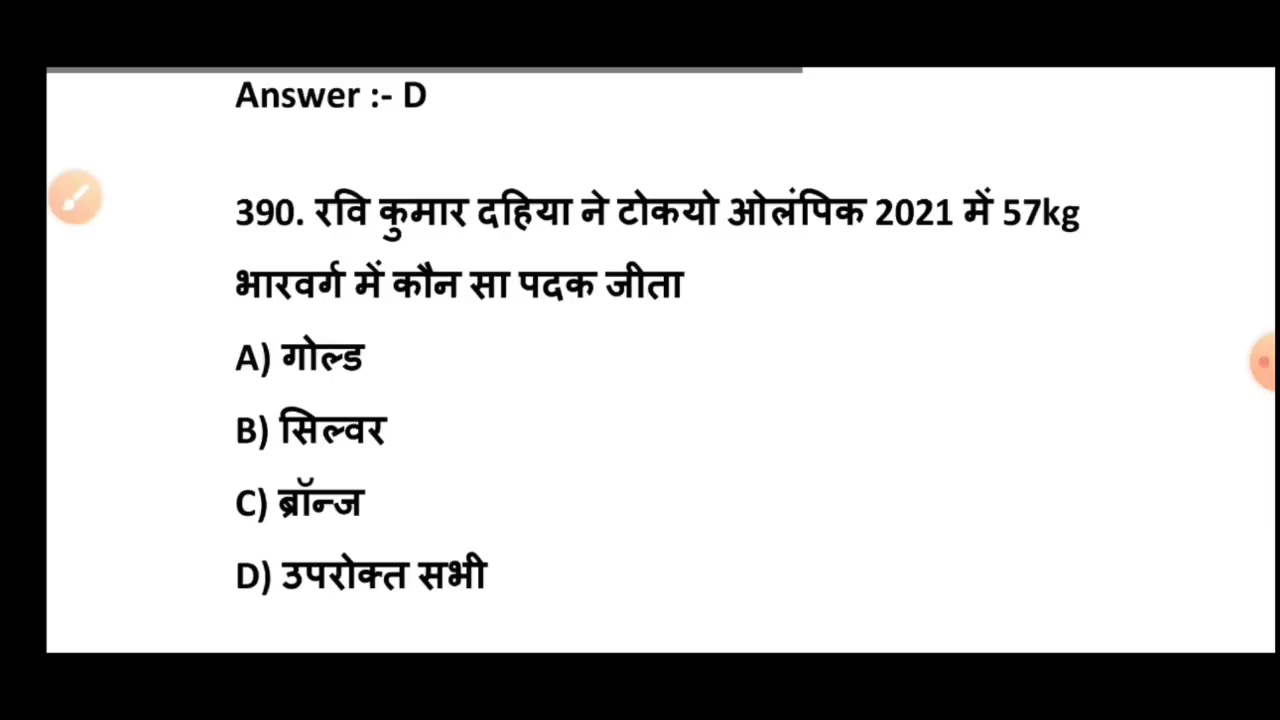 Answer :- D
390. रवि कुमार दहिया ने टोकयो ओलंपिक 2021 में 57kg
भारवर्ग में कौन सा पदक जीता
A) गोल्ड
B) सिल्वर
C) ब्रॉन्ज
D) उपरोक्त सभी